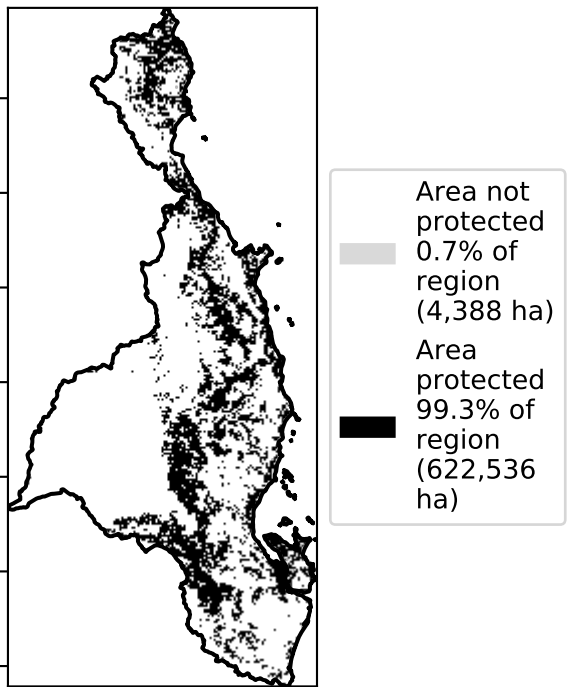 Area not
protected
0.7% of
region
(4,388 ha)
Area
protected
99.3% of
region
(622,536
ha)